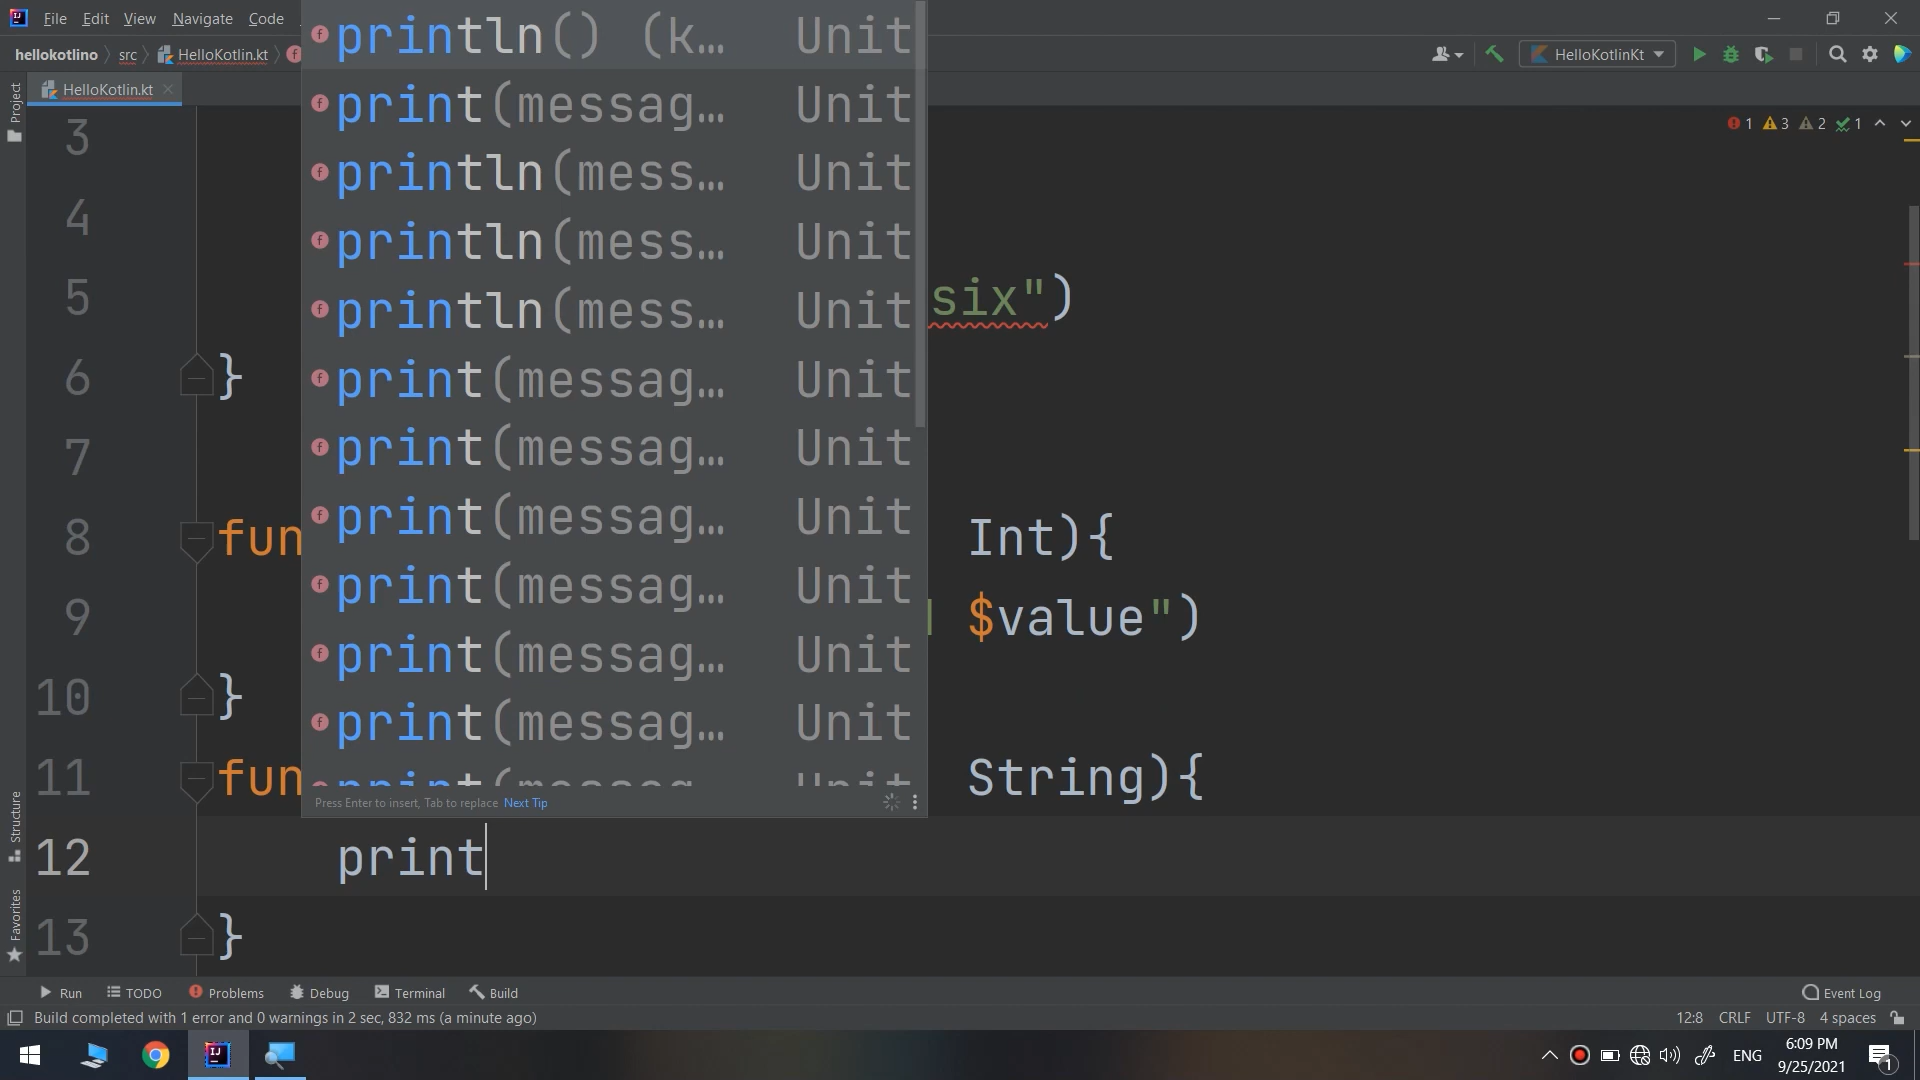 File Edit View Navigate Code
hellokotlino src HelloKotlin.kt
HelloKotlinKt
HelloKotlin.kt
Project
1 3 2 1
println() (k… Unit
print(messag… Unit
println(mess… Unit
println(mess… Unit
println(mess… Unit
print(messag… Unit
print(messag… Unit
print(messag… Unit
print(messag… Unit
print(messag… Unit
print(messag… Unit
print(messag Unit
Press Enter to insert, Tab to replace Next Tip
3
4
5 six")
6 }
7
8 fun Int){
9 $value")
10 }
11 fun String){
12 print
13 }
Structure
Favorites
Run TODO Problems Debug Terminal Build Event Log
Build completed with 1 error and 0 warnings in 2 sec, 832 ms (a minute ago) 12:8 CRLF UTF-8 4 spaces
ENG
6:09 PM
9/25/2021
1